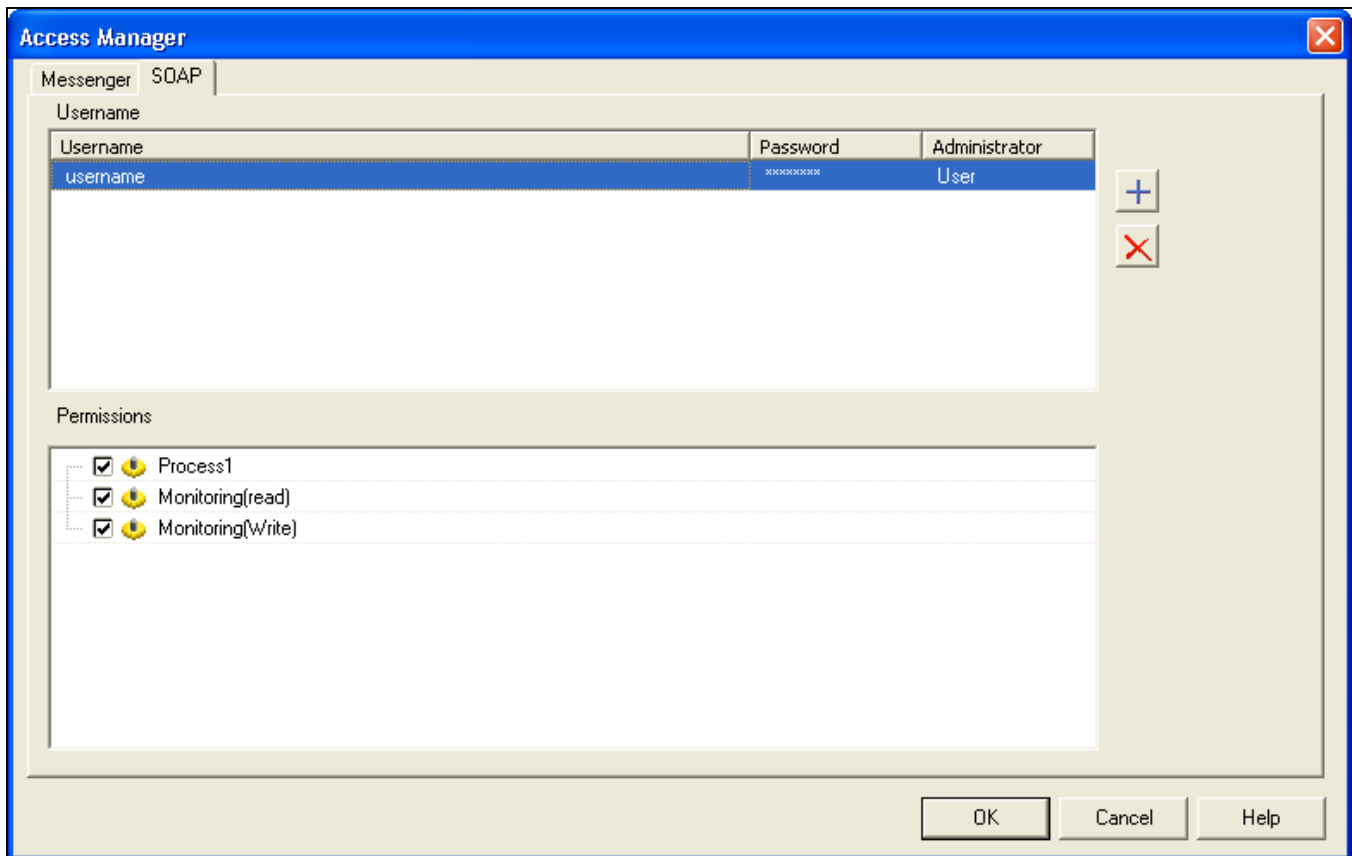 Access Manager
Messenger SOAP
Username
Username Password Administrator
username ******** User
Permissions
Process1
Monitoring(read)
Monitoring(Write)
OK Cancel Help